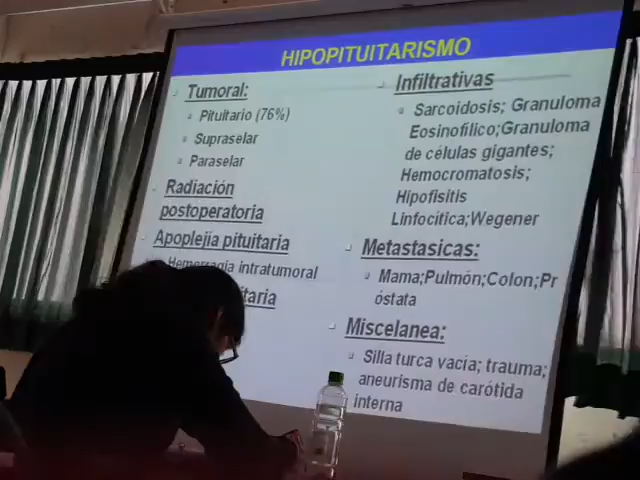 HIPOPITUITARISMO
Tumoral:
Pituitario (76%)
Supraselar
Paraselar
Radiación
postoperatoria
Apoplejía pituitaria
Hemorragia intratumoral
Infiltrativas
Sarcoidosis; Granuloma
Eosinofílico;Granuloma
de células gigantes;
Hemocromatosis;
Hipofisitis
Linfocítica;Wegener
Metastasicas:
Mama;Pulmón;Colon;Pr
óstata
Miscelanea:
Silla turca vacía; trauma;
aneurisma de carótida
interna